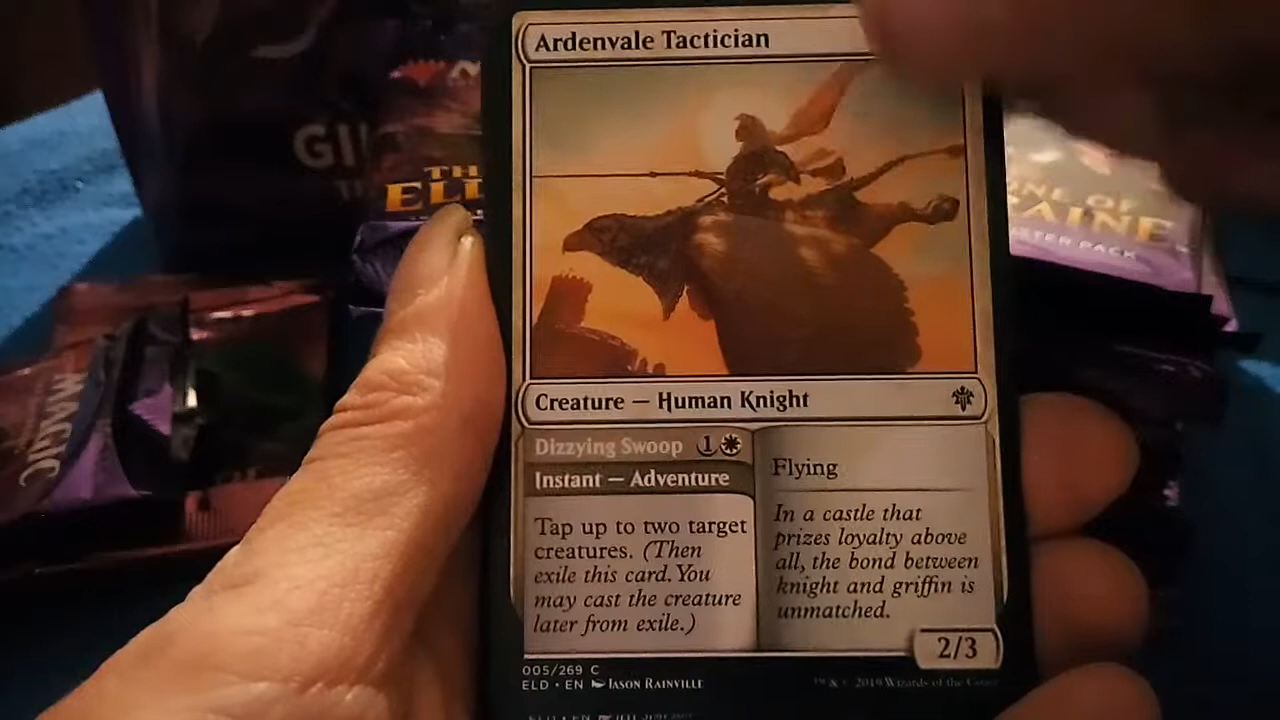 Ardenvale Tactician
Creature — Human Knight
Dizzying Swoop 1
Instant — Adventure
Tap up to two target
creatures. (Then
exile this card. You
may cast the creature
later from exile.)
Flying
In a castle that
prizes loyalty above
all, the bond between
knight and griffin is
unmatched.
2/3
005/269 C
ELD • EN JASON RAINVILLE
™ & © 2019 Wizards of the Coast
GI
TH
ELD
MAGIC
NE OF
AINE
STER PACK